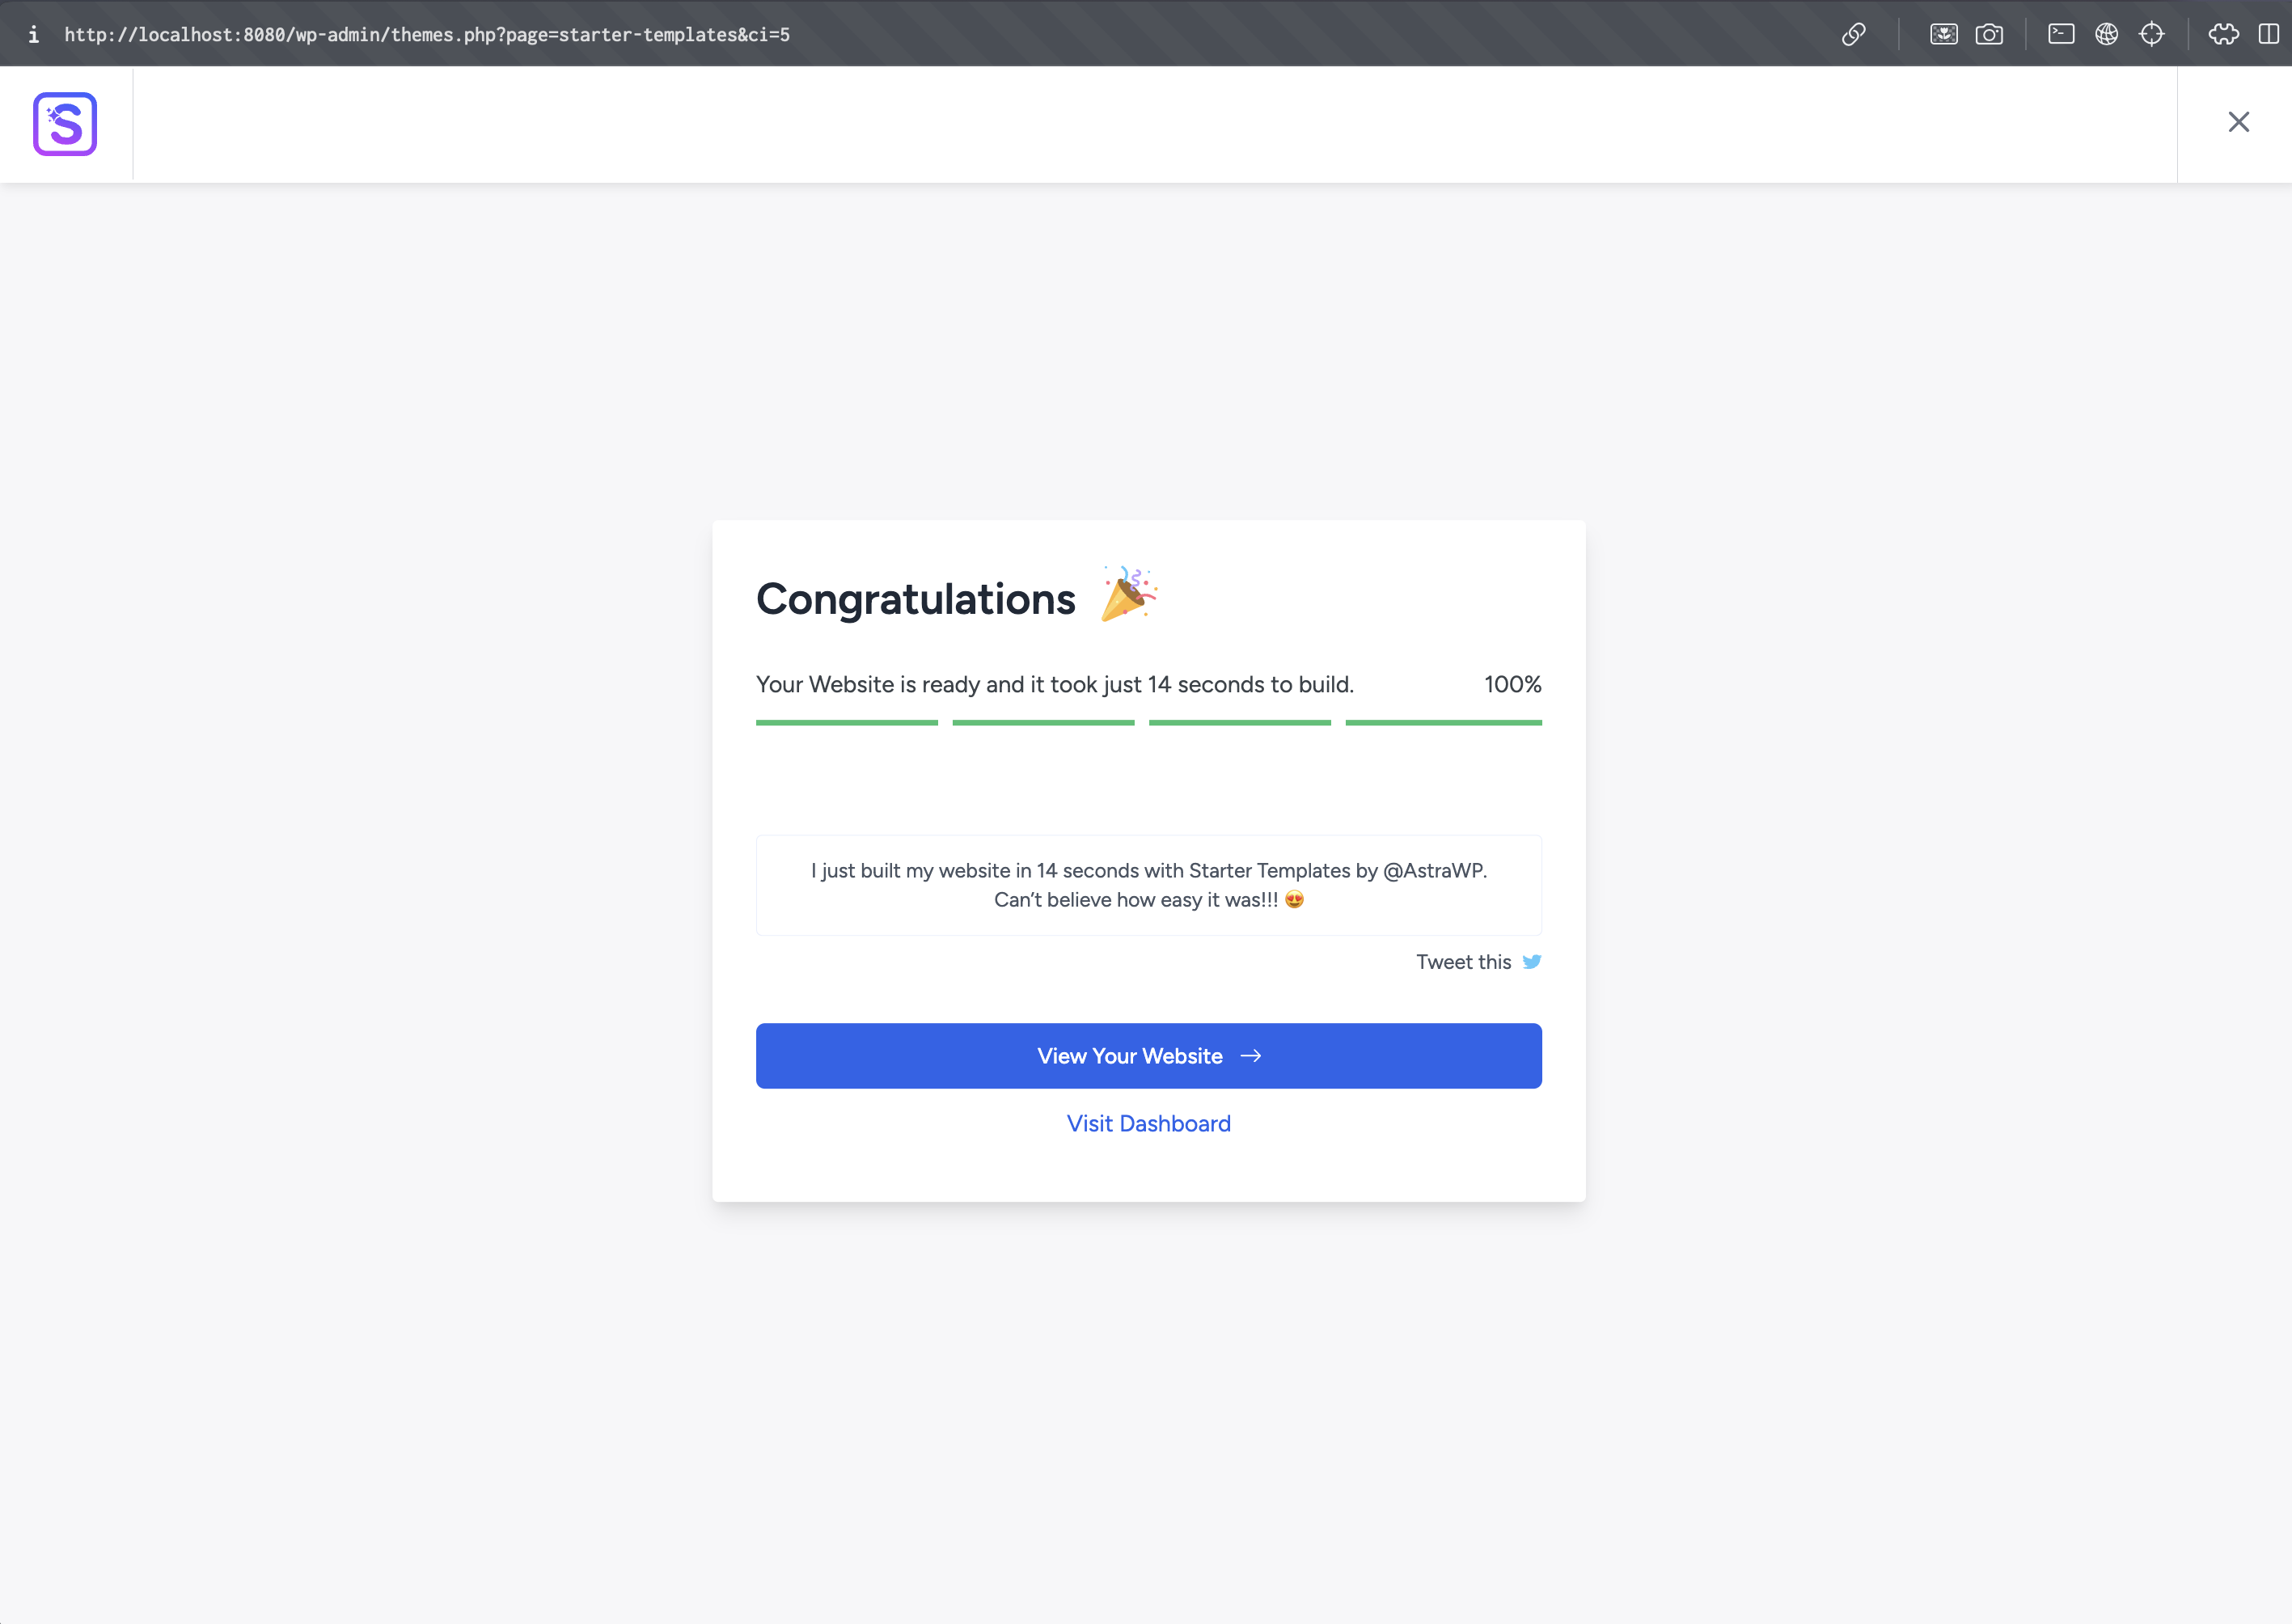 http://localhost:8080/wp-admin/themes.php?page=starter-templates&ci=5
S
Congratulations 🎉
Your Website is ready and it took just 14 seconds to build. 100%
I just built my website in 14 seconds with Starter Templates by @AstraWP.
Can’t believe how easy it was!!! 😍
Tweet this
View Your Website →
Visit Dashboard